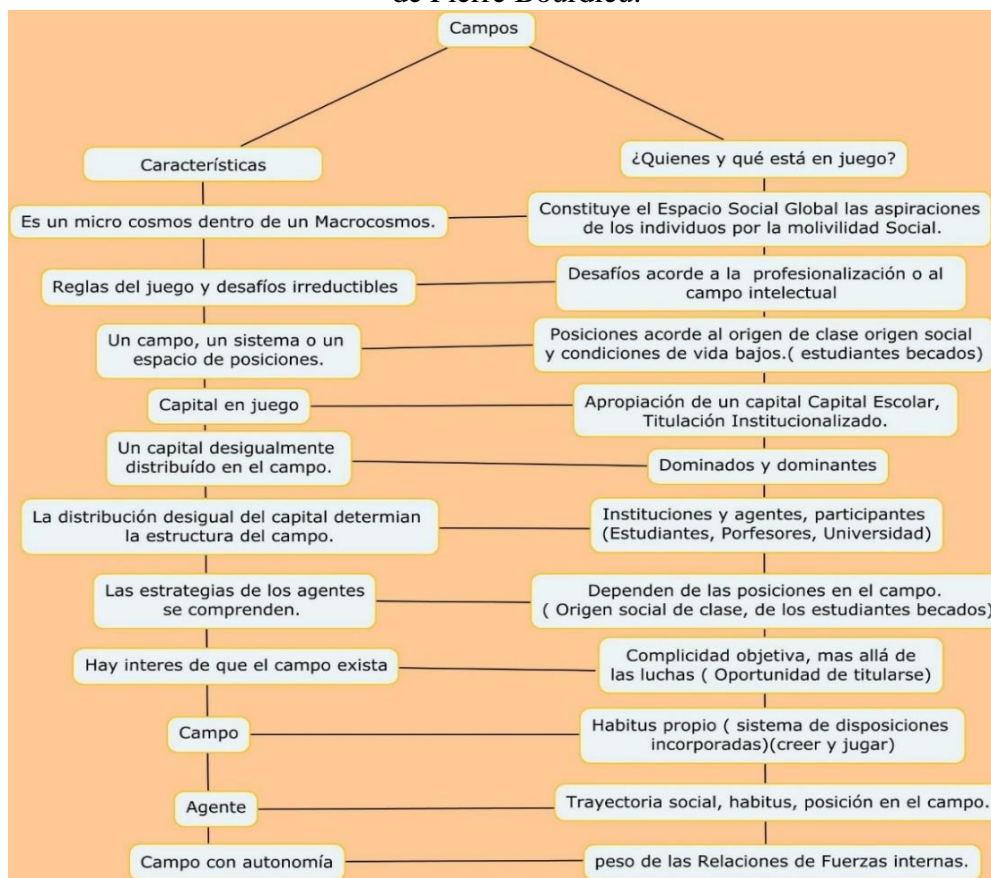 de Pierre Bourdieu.
Campos
Características
¿Quienes y qué está en juego?
Es un micro cosmos dentro de un Macrocosmos.
Constituye el Espacio Social Global las aspiraciones
de los individuos por la molivilidad Social.
Reglas del juego y desafíos irreductibles
Desafíos acorde a la profesionalización o al
campo intelectual
Un campo, un sistema o un
espacio de posiciones.
Posiciones acorde al origen de clase origen social
y condiciones de vida bajos.( estudiantes becados)
Capital en juego
Apropiación de un capital Capital Escolar,
Titulación Institucionalizado.
Un capital desigualmente
distribuído en el campo.
Dominados y dominantes
La distribución desigual del capital determian
la estructura del campo.
Instituciones y agentes, participantes
(Estudiantes, Porfesores, Universidad)
Las estrategias de los agentes
se comprenden.
Dependen de las posiciones en el campo.
( Origen social de clase, de los estudiantes becados)
Hay interes de que el campo exista
Complicidad objetiva, mas allá de
las luchas ( Oportunidad de titularse)
Campo
Habitus propio ( sistema de disposiciones
incorporadas)(creer y jugar)
Agente
Trayectoria social, habitus, posición en el campo.
Campo con autonomía
peso de las Relaciones de Fuerzas internas.